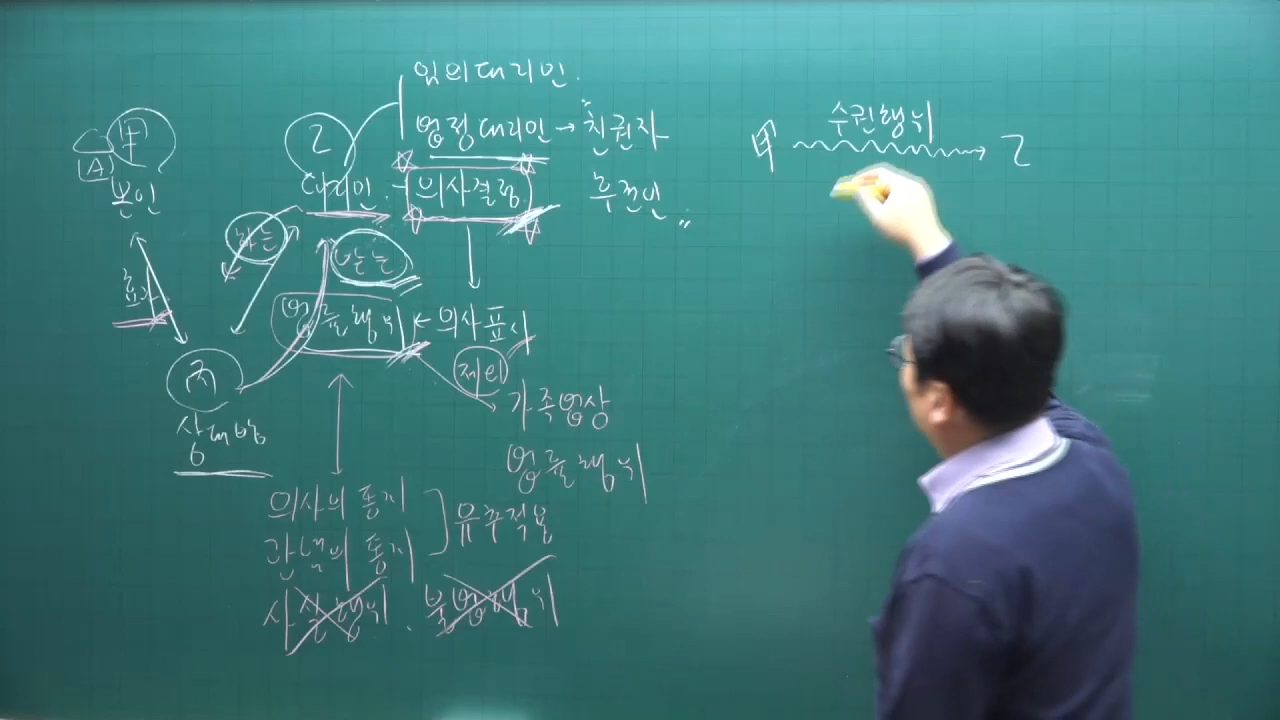 임의대리인.
법정대리인 → 친권자
후견인
甲
A
본인
乙
대리인 - 의사결정
하는
받는
효과
법률행위 ← 의사표시
제외
가족법상
법률행위
丙
상대방
의사의 통지
관념의 통지
유추적용
사실행위. 불법행위
수권행위
甲 → 乙